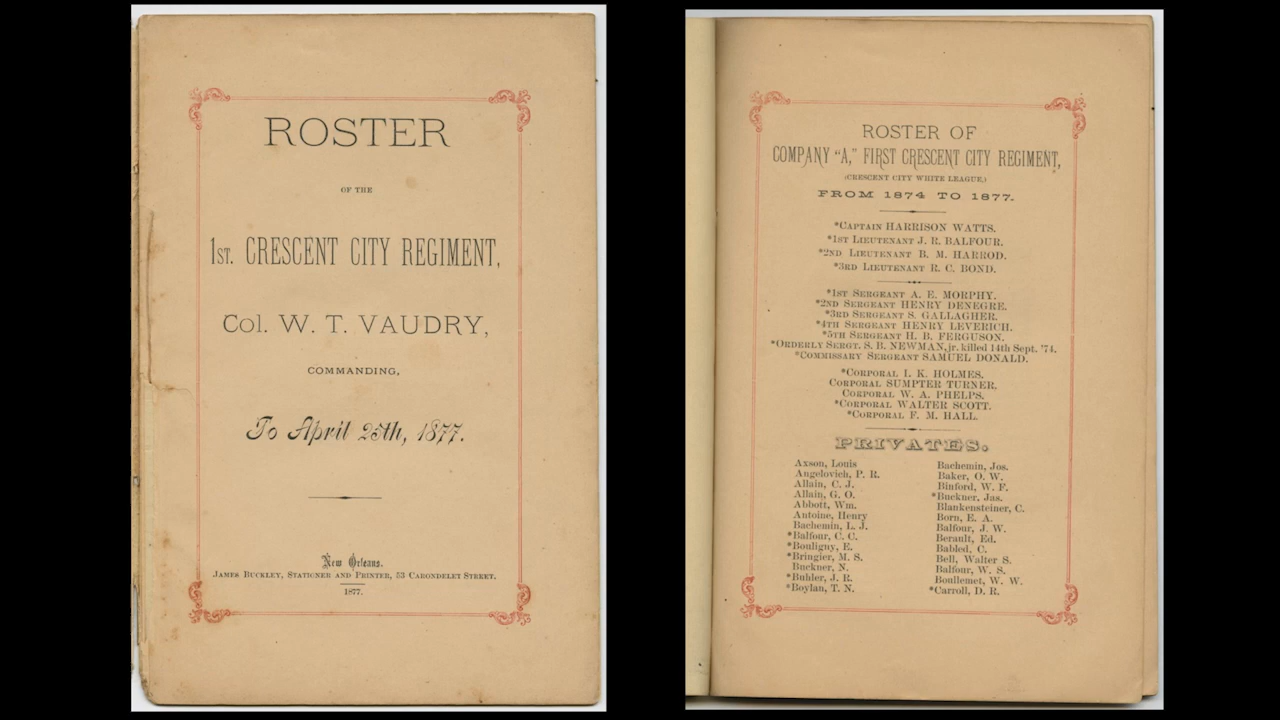 ROSTER
OF THE
1ST. CRESCENT CITY REGIMENT,
Col. W. T. VAUDRY,
COMMANDING,
To April 25th, 1877.
New Orleans.
JAMES BUCKLEY, STATIONER AND PRINTER, 53 CARONDELET STREET.
1877.
ROSTER OF
COMPANY "A," FIRST CRESCENT CITY REGIMENT,
(CRESCENT CITY WHITE LEAGUE,)
FROM 1874 TO 1877.
*CAPTAIN HARRISON WATTS.
*1ST LIEUTENANT J. R. BALFOUR.
*2ND LIEUTENANT B. M. HARROD.
*3RD LIEUTENANT R. C. BOND.
*1ST SERGEANT A. E. MORPHY.
*2ND SERGEANT HENRY DENEGRE.
*3RD SERGEANT S. GALLAGHER.
*4TH SERGEANT HENRY LEVERICH.
*5TH SERGEANT H. B. FERGUSON.
*ORDERLY SERGT. S. B. NEWMAN, jr. killed 14th Sept. '74.
*COMMISSARY SERGEANT SAMUEL DONALD.
*CORPORAL I. K. HOLMES.
CORPORAL SUMPTER TURNER.
CORPORAL W. A. PHELPS.
*CORPORAL WALTER SCOTT.
*CORPORAL F. M. HALL.
PRIVATES.
Axson, Louis
Angelovich, P. R.
Allain, C. J.
Allain, G. O.
Abbott, Wm.
Antoine, Henry
Bachemin, L. J.
*Balfour, C. C.
*Bouligny, E.
*Bringier, M. S.
Buckner, N.
*Buhler, J. R.
*Boylan, T. N.
Bachemin, Jos.
Baker, O. W.
Binford, W. F.
*Buckner, Jas.
Blankensteiner, C.
Born, E. A.
Balfour, J. W.
Berault, Ed.
Babled, C.
Bell, Walter S.
Balfour, W. S.
Boullemet, W. W.
*Carroll, D. R.